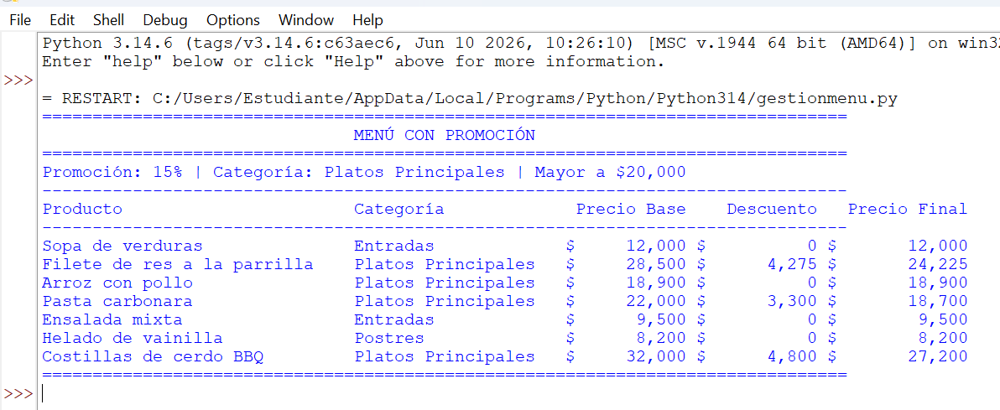 File Edit Shell Debug Options Window Help
Python 3.14.6 (tags/v3.14.6:c63aec6, Jun 10 2026, 10:26:10) [MSC v.1944 64 bit (AMD64)] on win32
Enter "help" below or click "Help" above for more information.
>>>
= RESTART: C:/Users/Estudiante/AppData/Local/Programs/Python/Python314/gestionmenu.py
================================================================================
                               MENÚ CON PROMOCIÓN
================================================================================
Promoción: 15% | Categoría: Platos Principales | Mayor a $20,000
--------------------------------------------------------------------------------
Producto                       Categoría             Precio Base    Descuento   Precio Final
--------------------------------------------------------------------------------
Sopa de verduras               Entradas             $     12,000 $          0 $       12,000
Filete de res a la parrilla    Platos Principales   $     28,500 $      4,275 $       24,225
Arroz con pollo                Platos Principales   $     18,900 $          0 $       18,900
Pasta carbonara                Platos Principales   $     22,000 $      3,300 $       18,700
Ensalada mixta                 Entradas             $      9,500 $          0 $        9,500
Helado de vainilla             Postres              $      8,200 $          0 $        8,200
Costillas de cerdo BBQ         Platos Principales   $     32,000 $      4,800 $       27,200
================================================================================
>>>